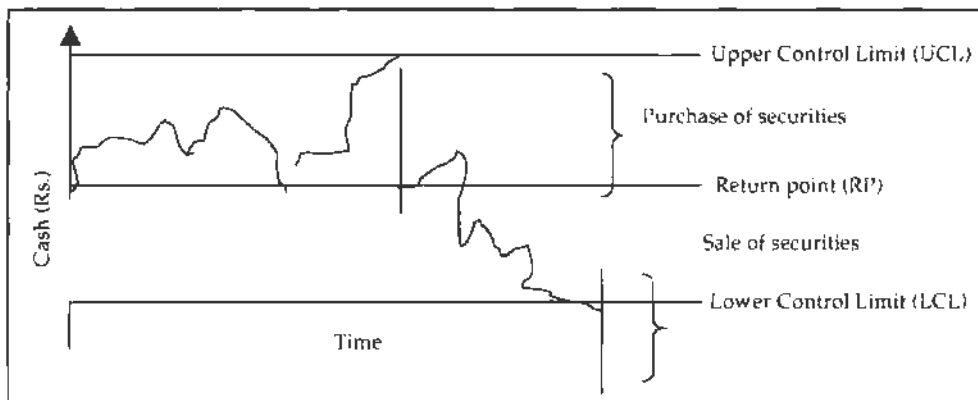 Upper Control Limit (UCL)
Purchase of securities
Return point (RP)
Cash (Rs.)
Sale of securities
Lower Control Limit (LCL)
Time